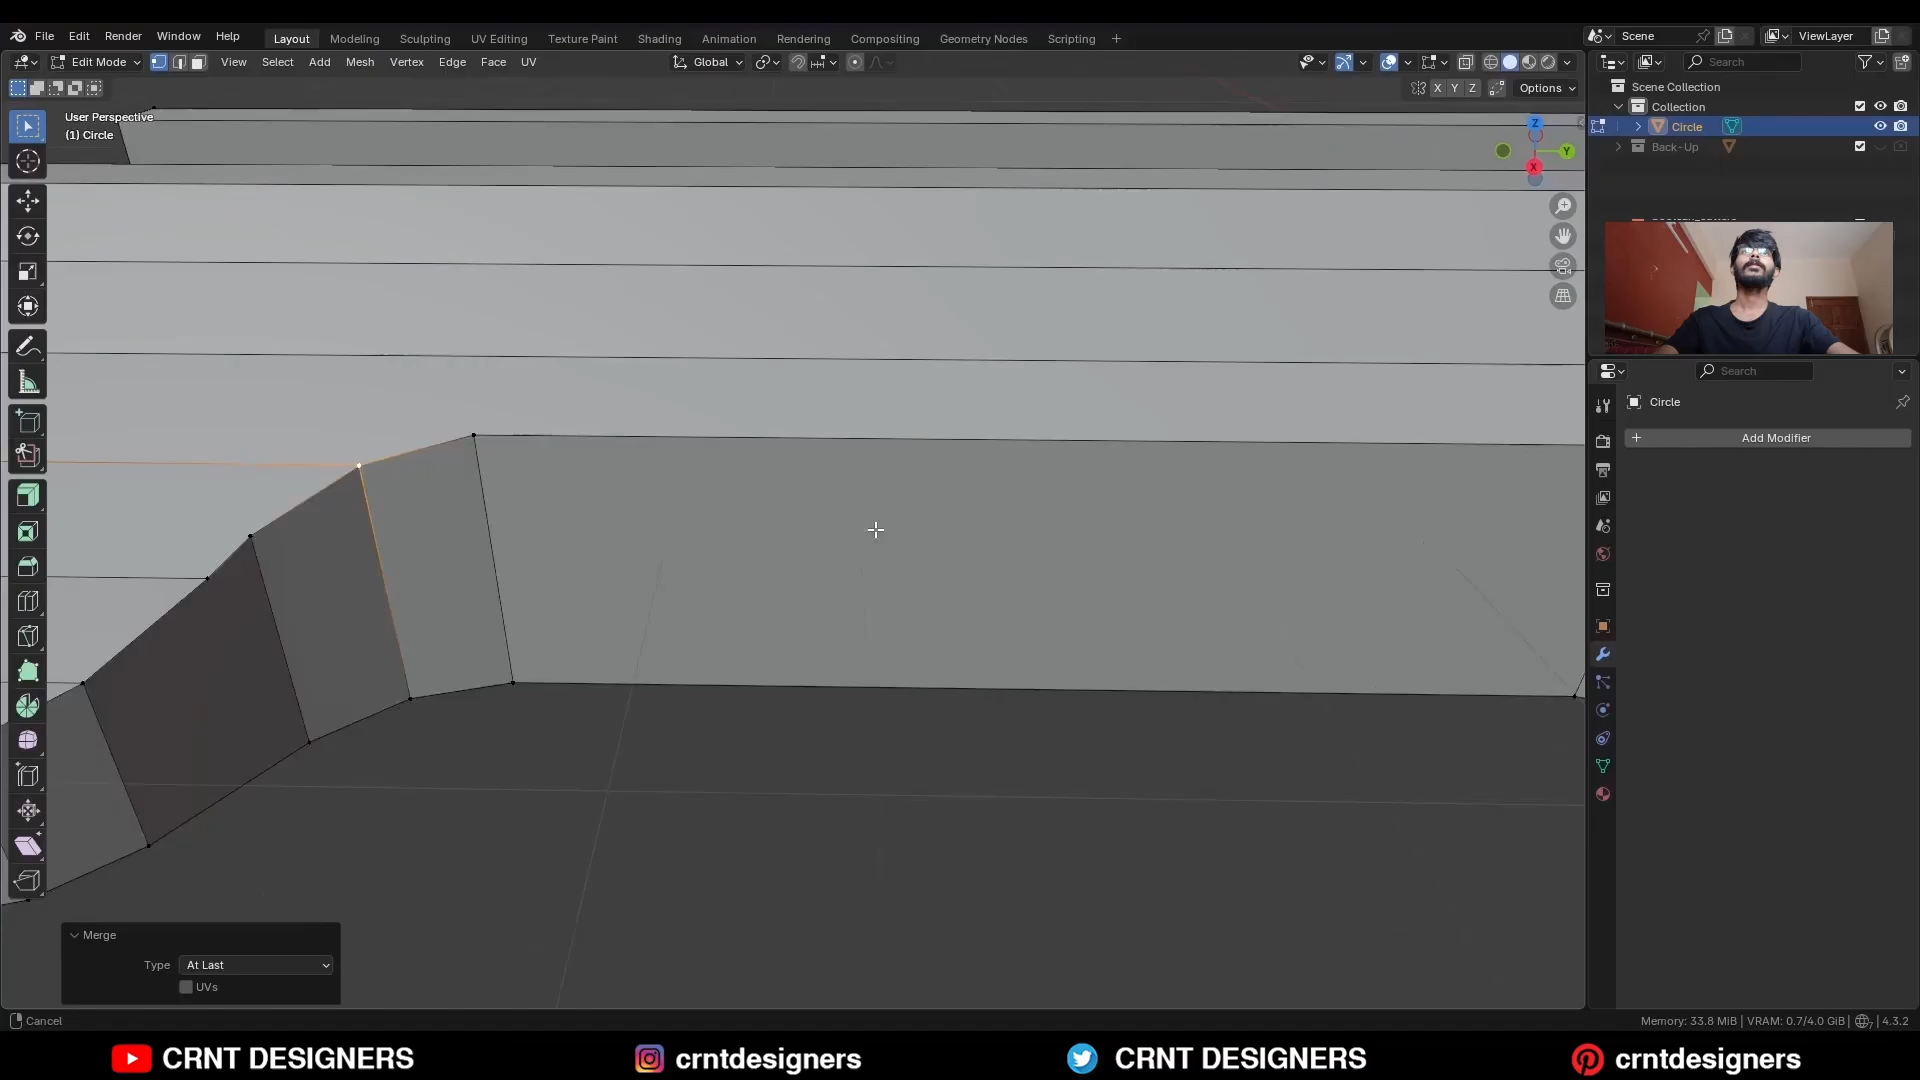 File Edit Render Window Help Layout Modeling Sculpting UV Editing Texture Paint Shading Animation Rendering Compositing Geometry Nodes Scripting + Scene ViewLayer
Edit Mode View Select Add Mesh Vertex Edge Face UV Global Search
X Y Z Options
Scene Collection
Collection
Circle
Back-Up
User Perspective
(1) Circle
Z
Y
X
Search
Circle
+ Add Modifier
Merge
Type At Last
UVs
Cancel
Memory: 33.8 MiB | VRAM: 0.7/4.0 GiB | 7 | 4.3.2
CRNT DESIGNERS crntdesigners CRNT DESIGNERS crntdesigners